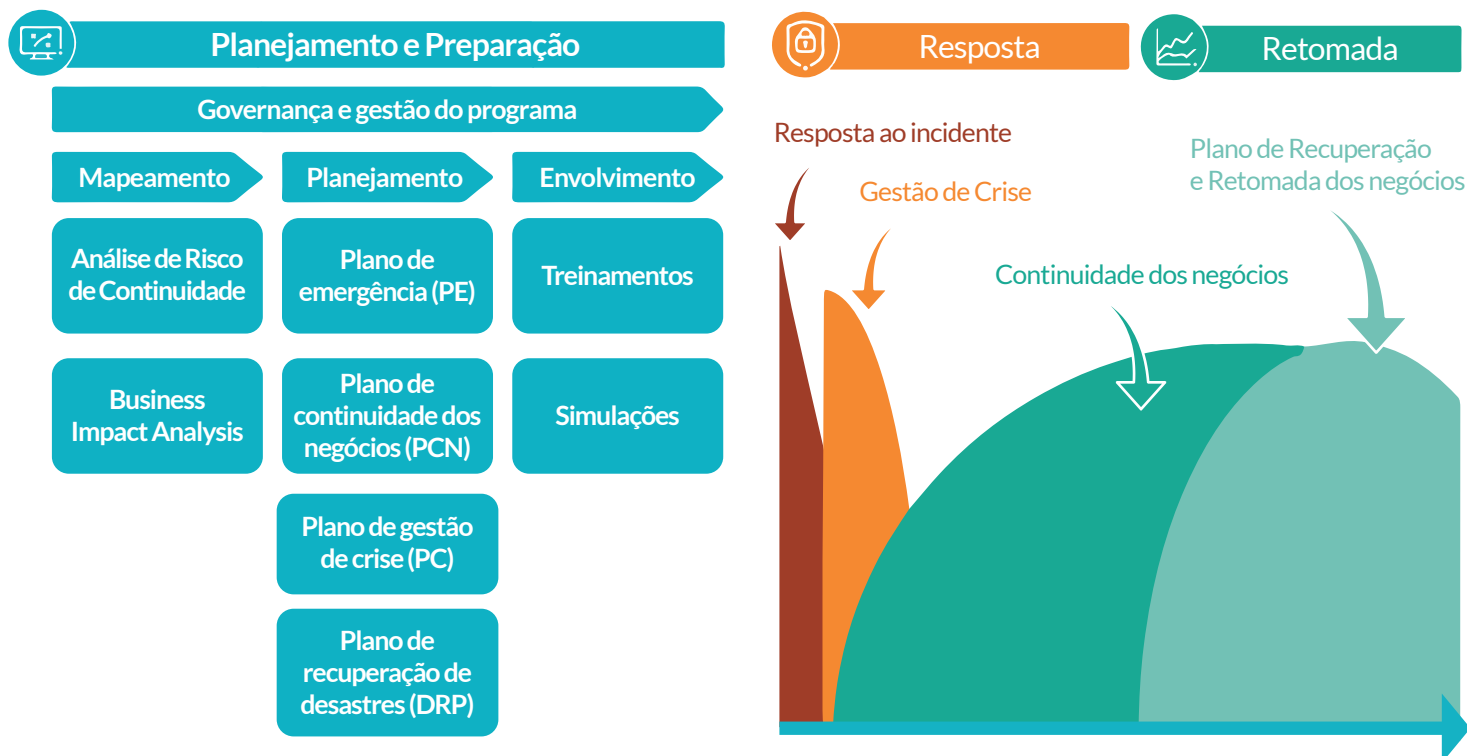 Planejamento e Preparação
Governança e gestão do programa
Mapeamento
Planejamento
Envolvimento
Análise de Risco
de Continuidade
Plano de
emergência (PE)
Treinamentos
Business
Impact Analysis
Plano de
continuidade dos
negócios (PCN)
Simulações
Plano de gestão
de crise (PC)
Plano de
recuperação de
desastres (DRP)
Resposta
Retomada
Resposta ao incidente
Gestão de Crise
Plano de Recuperação
e Retomada dos negócios
Continuidade dos negócios